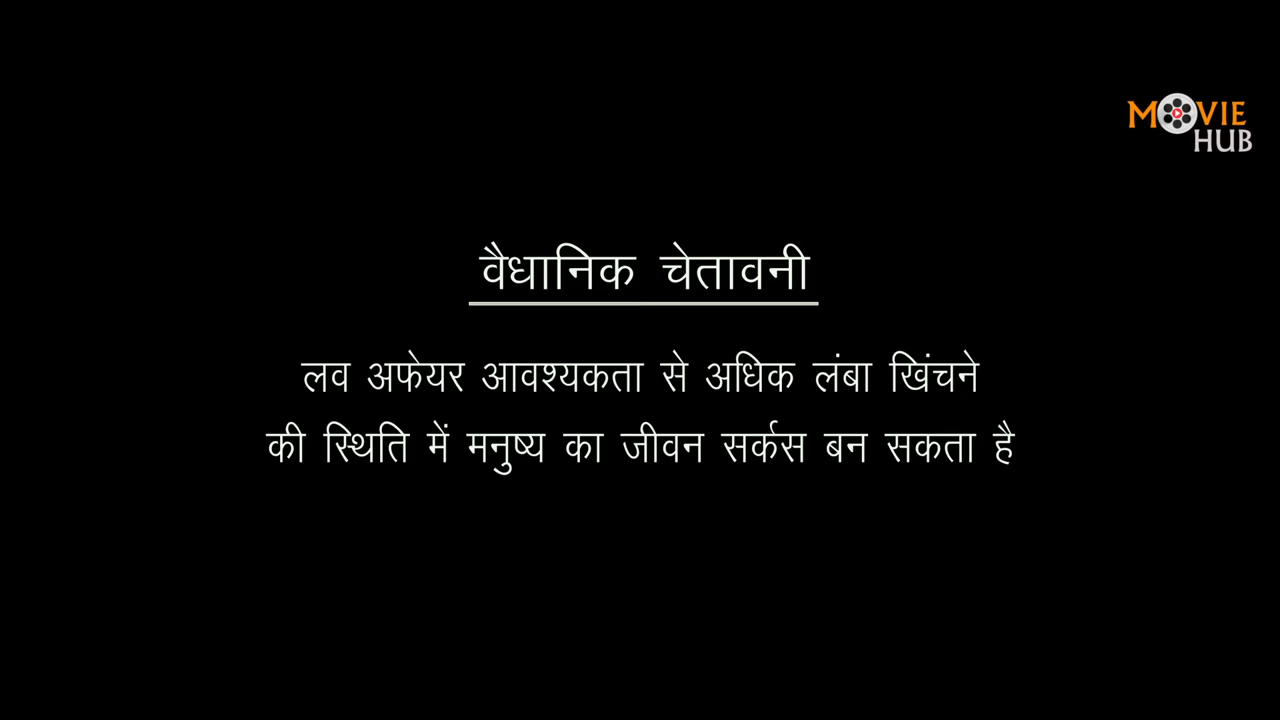 MOVIE
HUB
वैधानिक चेतावनी
लव अफेयर आवश्यकता से अधिक लंबा खिंचने
की स्थिति में मनुष्य का जीवन सर्कस बन सकता है